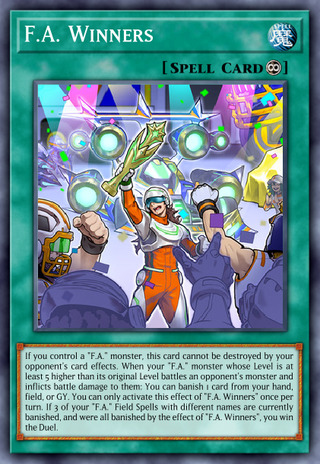 F.A. Winners
[Spell Card]
If you control a "F.A." monster, this card cannot be destroyed by your
opponent's card effects. When your "F.A." monster whose Level is at
least 5 higher than its original Level battles an opponent's monster and
inflicts battle damage to them: You can banish 1 card from your hand,
field, or GY. You can only activate this effect of "F.A. Winners" once per
turn. If 3 of your "F.A." Field Spells with different names are currently
banished, and were all banished by the effect of "F.A. Winners", you win
the Duel.